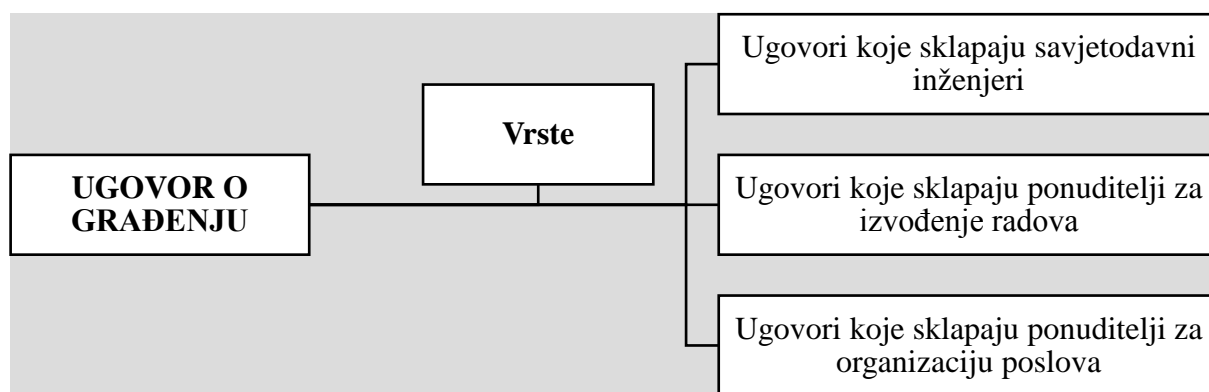 UGOVOR O
GRAĐENJU
Vrste
Ugovori koje sklapaju savjetodavni
inženjeri
Ugovori koje sklapaju ponuditelji za
izvođenje radova
Ugovori koje sklapaju ponuditelji za
organizaciju poslova